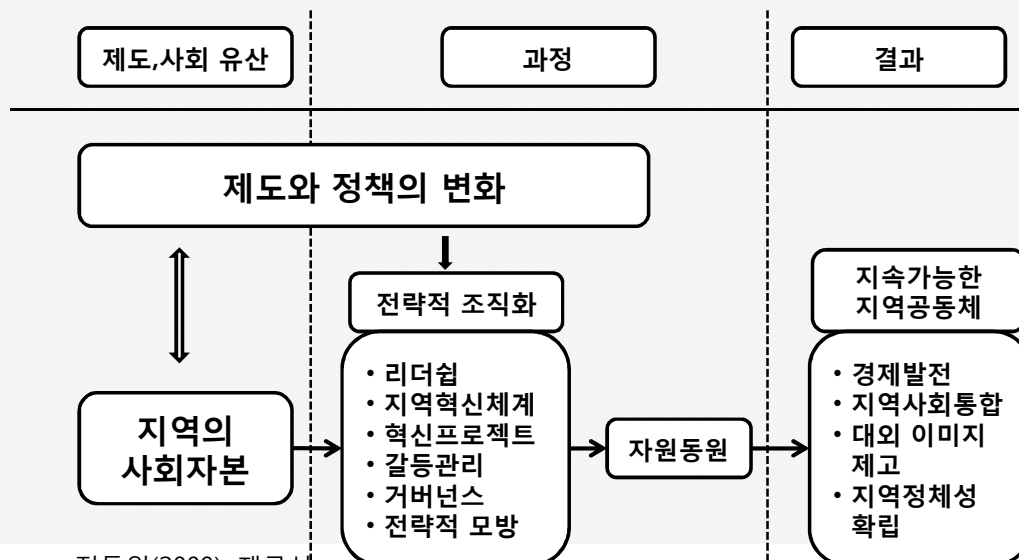 제도,사회 유산
과정
결과
제도와 정책의 변화
전략적 조직화
지속가능한
지역공동체
• 리더쉽
• 지역혁신체계
• 혁신프로젝트
• 갈등관리
• 거버넌스
• 전략적 모방
지역의
사회자본
자원동원
• 경제발전
• 지역사회통합
• 대외 이미지
제고
• 지역정체성
확립